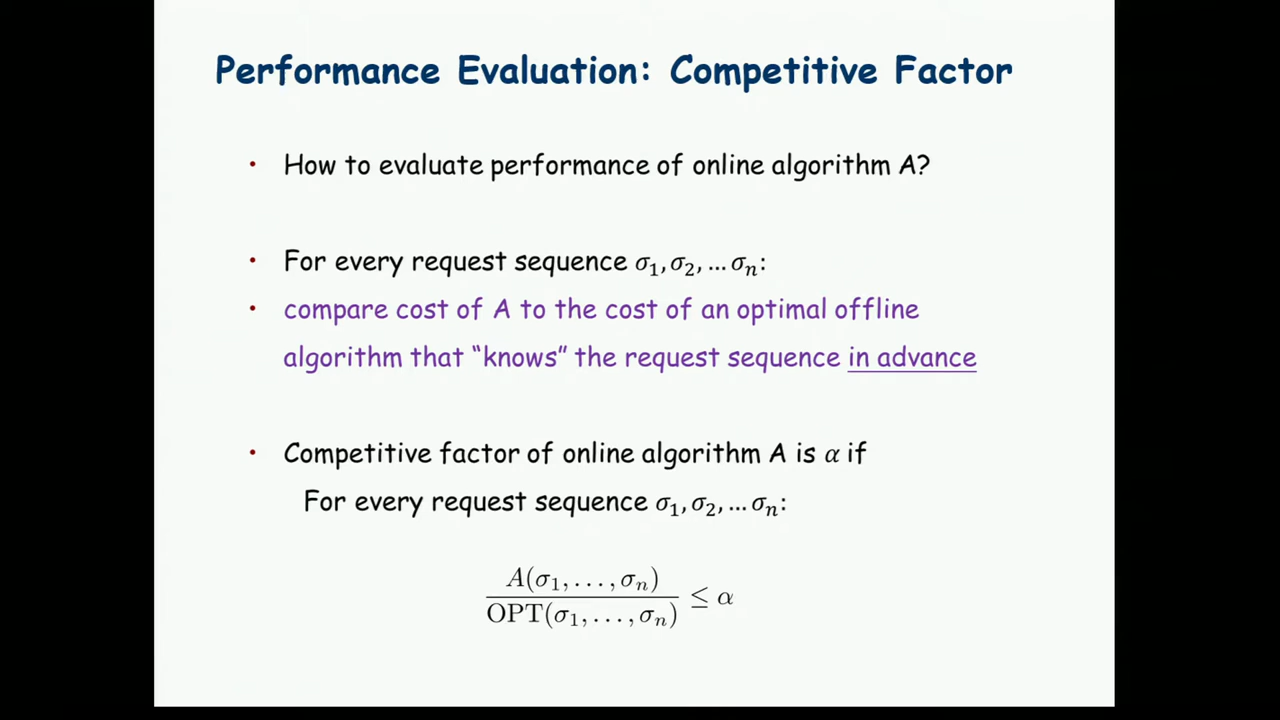 Performance Evaluation: Competitive Factor
• How to evaluate performance of online algorithm A?
• For every request sequence σ₁, σ₂, … σₙ:
• compare cost of A to the cost of an optimal offline
algorithm that “knows” the request sequence in advance
• Competitive factor of online algorithm A is α if
For every request sequence σ₁, σ₂, … σₙ:
A(σ₁, . . . , σₙ)
OPT(σ₁, . . . , σₙ) ≤ α